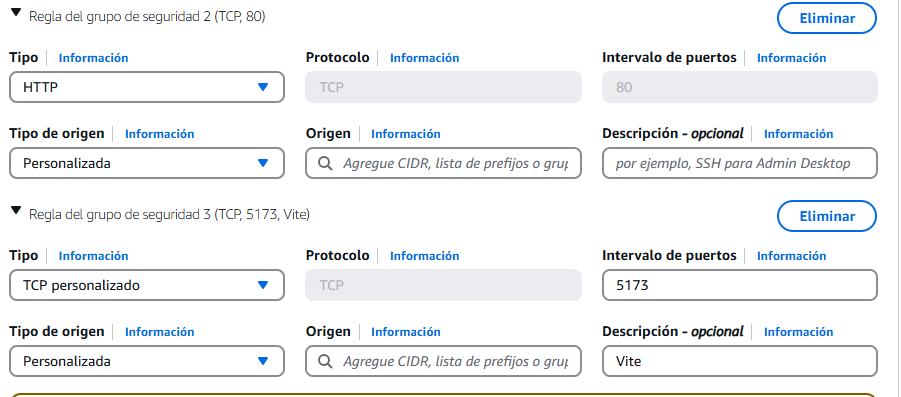 Regla del grupo de seguridad 2 (TCP, 80)
Eliminar
Tipo Información Protocolo Información Intervalo de puertos Información
HTTP TCP 80
Tipo de origen Información Origen Información Descripción - opcional Información
Personalizada Agregue CIDR, lista de prefijos o grup por ejemplo, SSH para Admin Desktop
Regla del grupo de seguridad 3 (TCP, 5173, Vite)
Eliminar
Tipo Información Protocolo Información Intervalo de puertos Información
TCP personalizado TCP 5173
Tipo de origen Información Origen Información Descripción - opcional Información
Personalizada Agregue CIDR, lista de prefijos o grup Vite